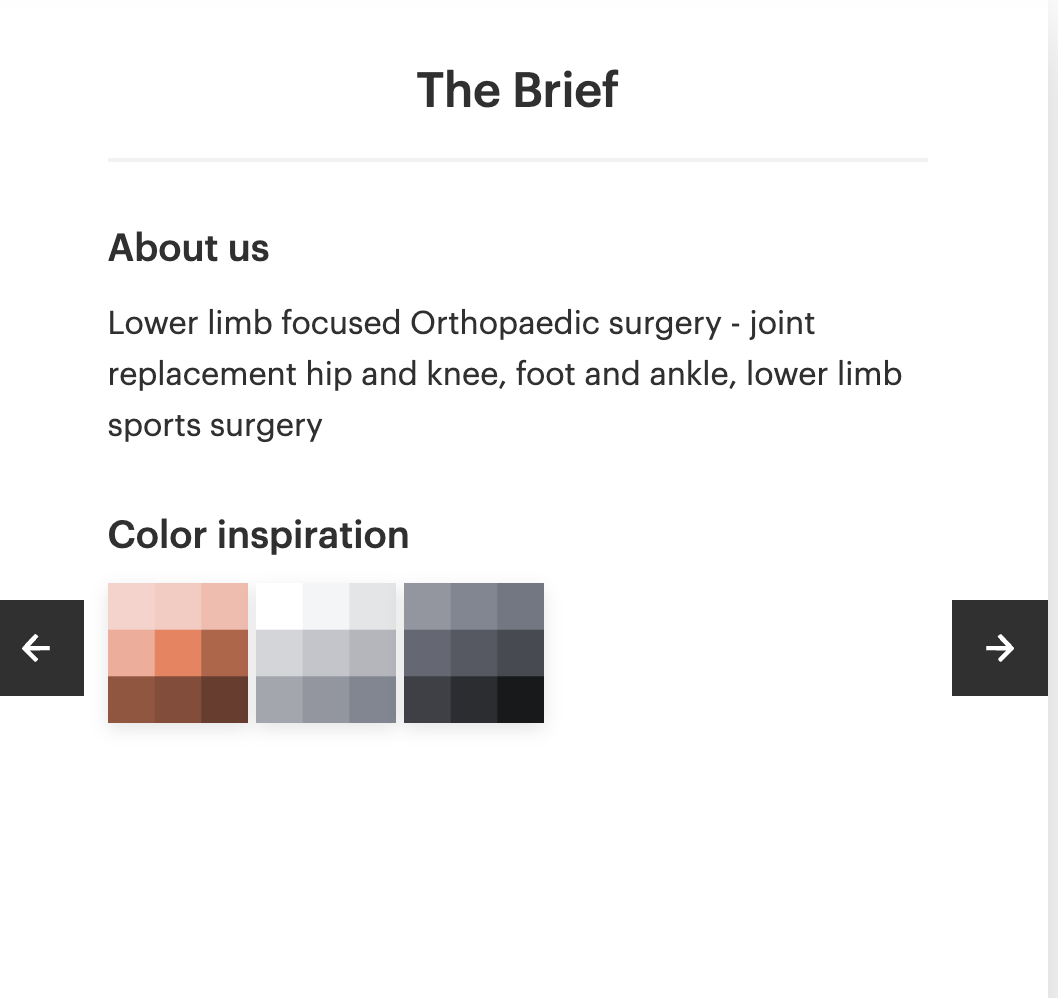 The Brief
About us
Lower limb focused Orthopaedic surgery - joint
replacement hip and knee, foot and ankle, lower limb
sports surgery
Color inspiration